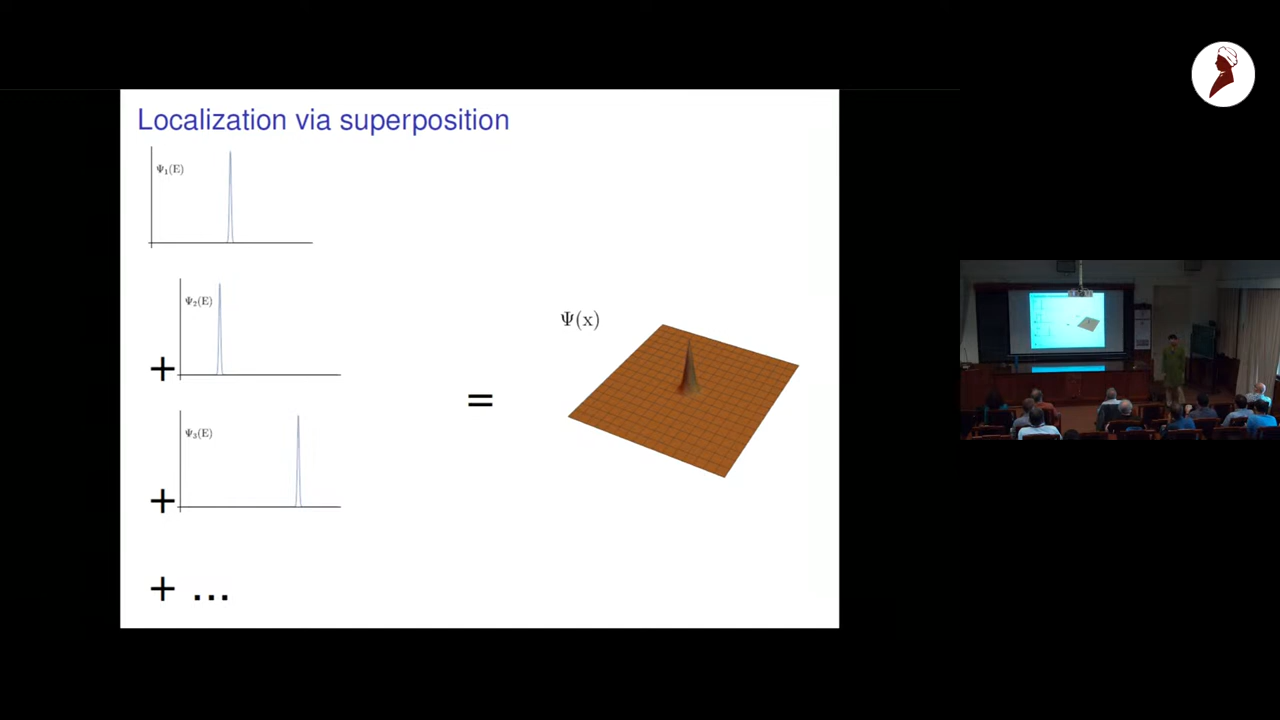 Localization via superposition
Ψ₁(E)
+ Ψ₂(E)
+ Ψ₃(E)
+ ...
=
Ψ(x)